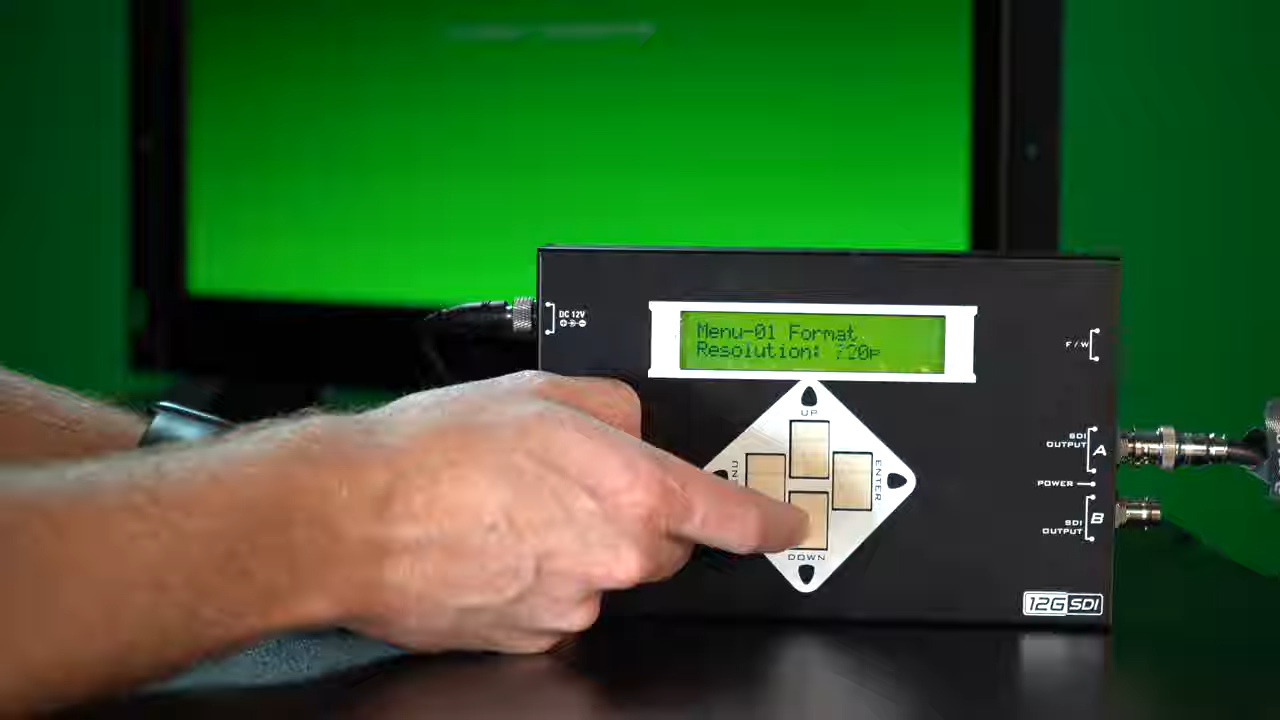 DC 12V
Menu-01 Format
Resolution: 720p
F/W
UP
ENTER
DOWN
SDI
OUTPUT
A
POWER
B
SDI
OUTPUT
12G SDI